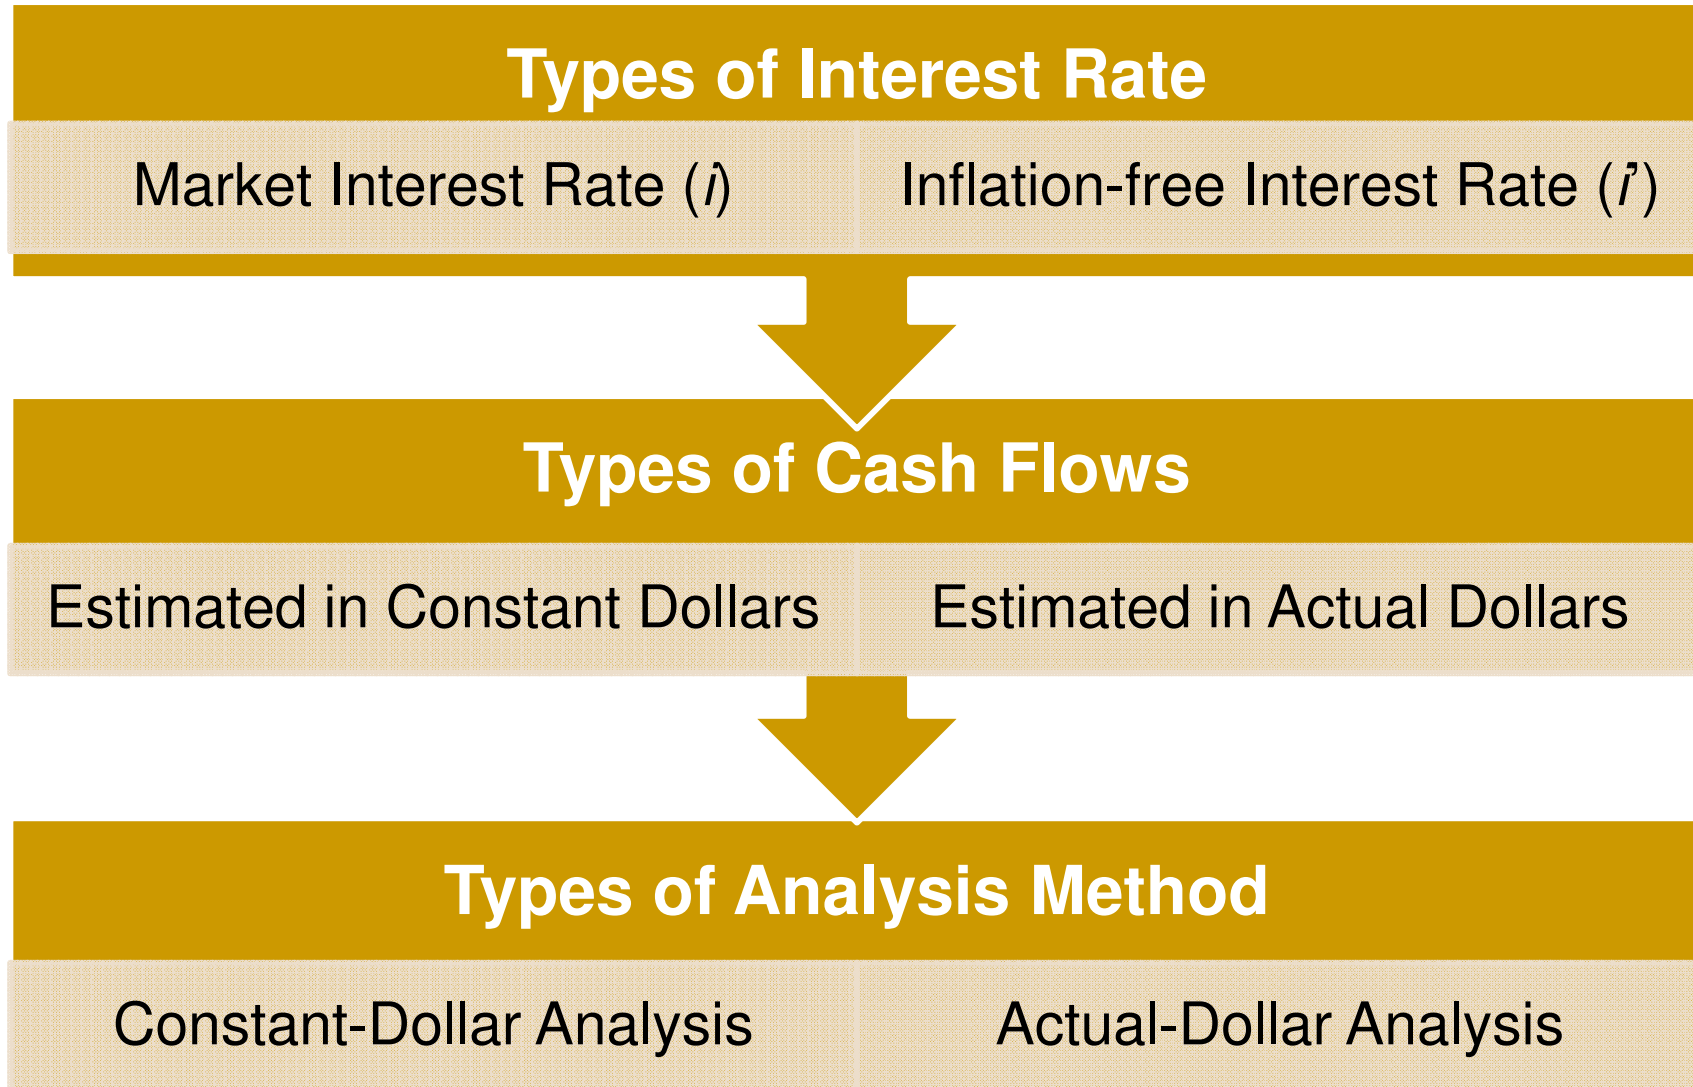 Types of Interest Rate
Market Interest Rate (i)
Inflation-free Interest Rate (i')
Types of Cash Flows
Estimated in Constant Dollars
Estimated in Actual Dollars
Types of Analysis Method
Constant-Dollar Analysis
Actual-Dollar Analysis